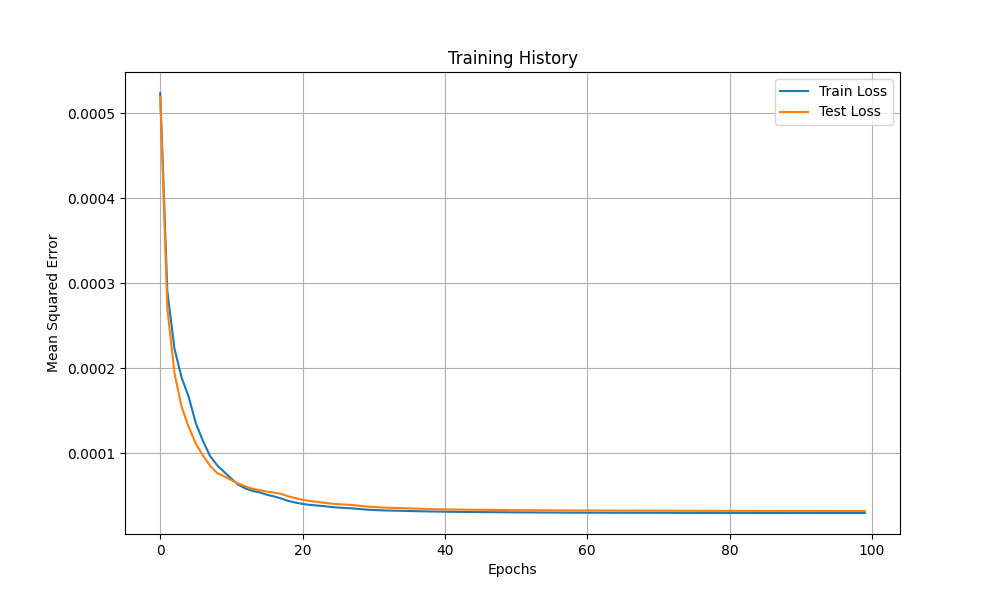 Training History
Train Loss
Test Loss
Mean Squared Error
0.0005
0.0004
0.0003
0.0002
0.0001
0 20 40 60 80 100
Epochs